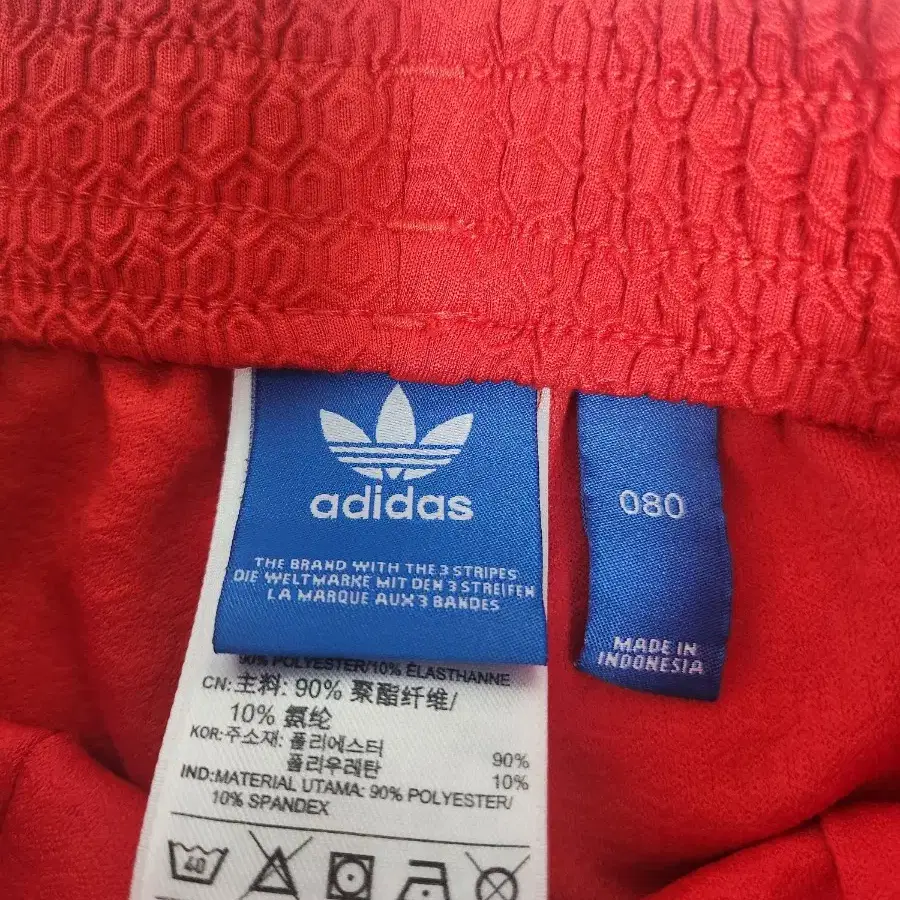 adidas
THE BRAND WITH THE 3 STRIPES
DIE WELTMARKE MIT DEN 3 STREIFEN
LA MARQUE AUX 3 BANDES
080
MADE IN
INDONESIA
90% POLYESTER/10% ÉLASTHANNE
CN: 主料: 90% 聚酯纤维/
10% 氨纶
KOR:주소재: 폴리에스터 90%
폴리우레탄 10%
IND:MATERIAL UTAMA: 90% POLYESTER/
10% SPANDEX
40